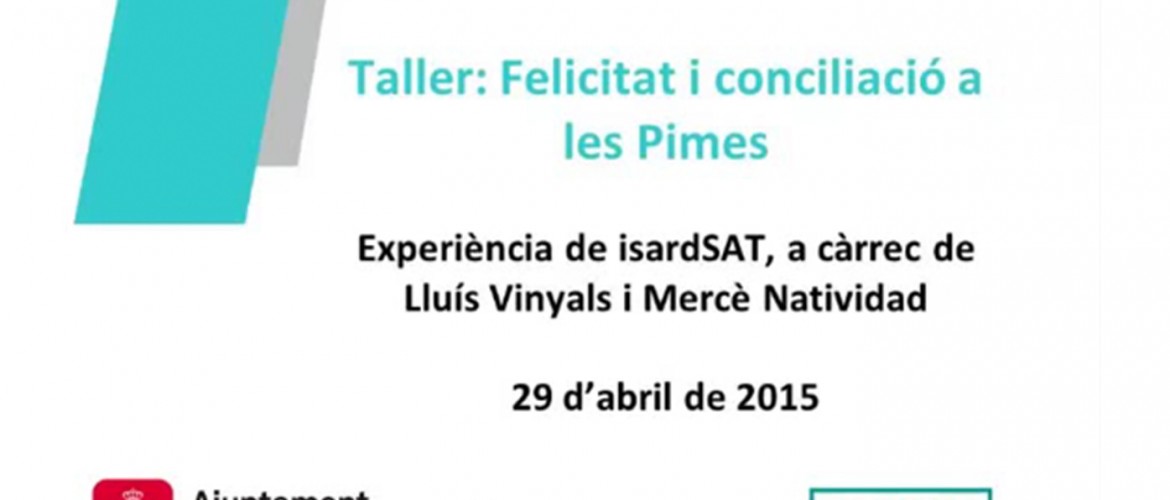 Taller: Felicitat i conciliació a
les Pimes
Experiència de isardSAT, a càrrec de
Lluís Vinyals i Mercè Natividad
29 d’abril de 2015
Ajuntament